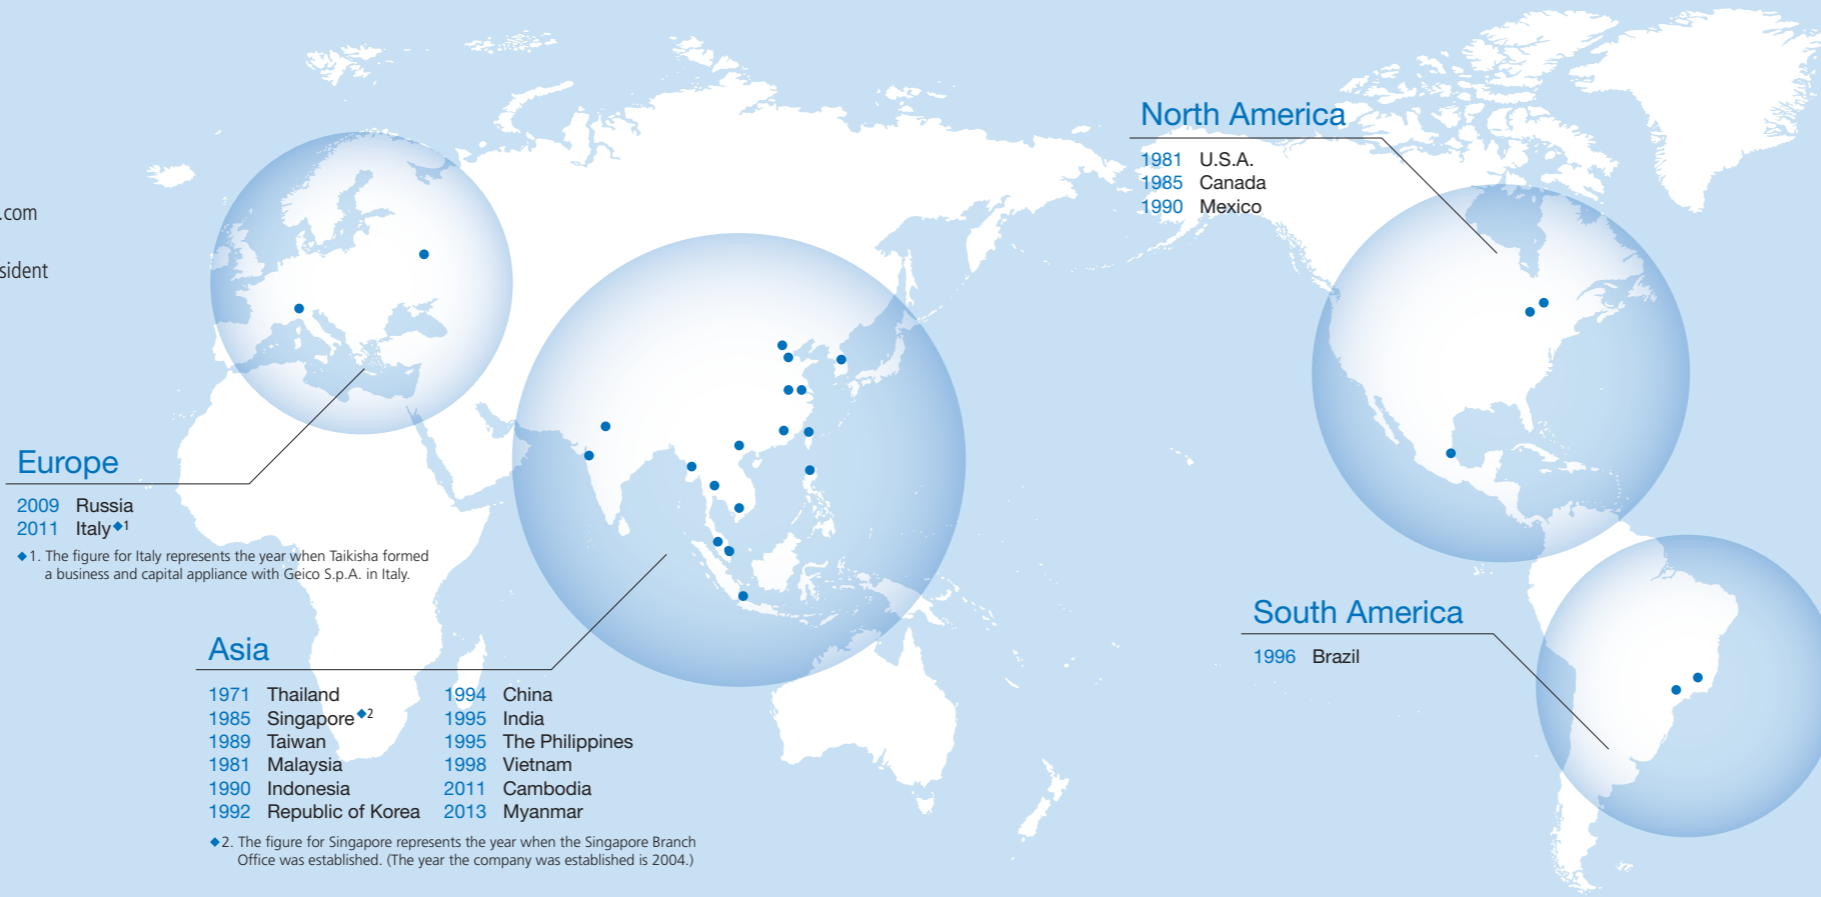 .com
sident
North America
1981 U.S.A.
1985 Canada
1990 Mexico
Europe
2009 Russia
2011 Italy◆1
◆1. The figure for Italy represents the year when Taikisha formed
a business and capital appliance with Geico S.p.A. in Italy.
Asia
1971 Thailand
1985 Singapore◆2
1989 Taiwan
1981 Malaysia
1990 Indonesia
1992 Republic of Korea
1994 China
1995 India
1995 The Philippines
1998 Vietnam
2011 Cambodia
2013 Myanmar
◆2. The figure for Singapore represents the year when the Singapore Branch
Office was established. (The year the company was established is 2004.)
South America
1996 Brazil